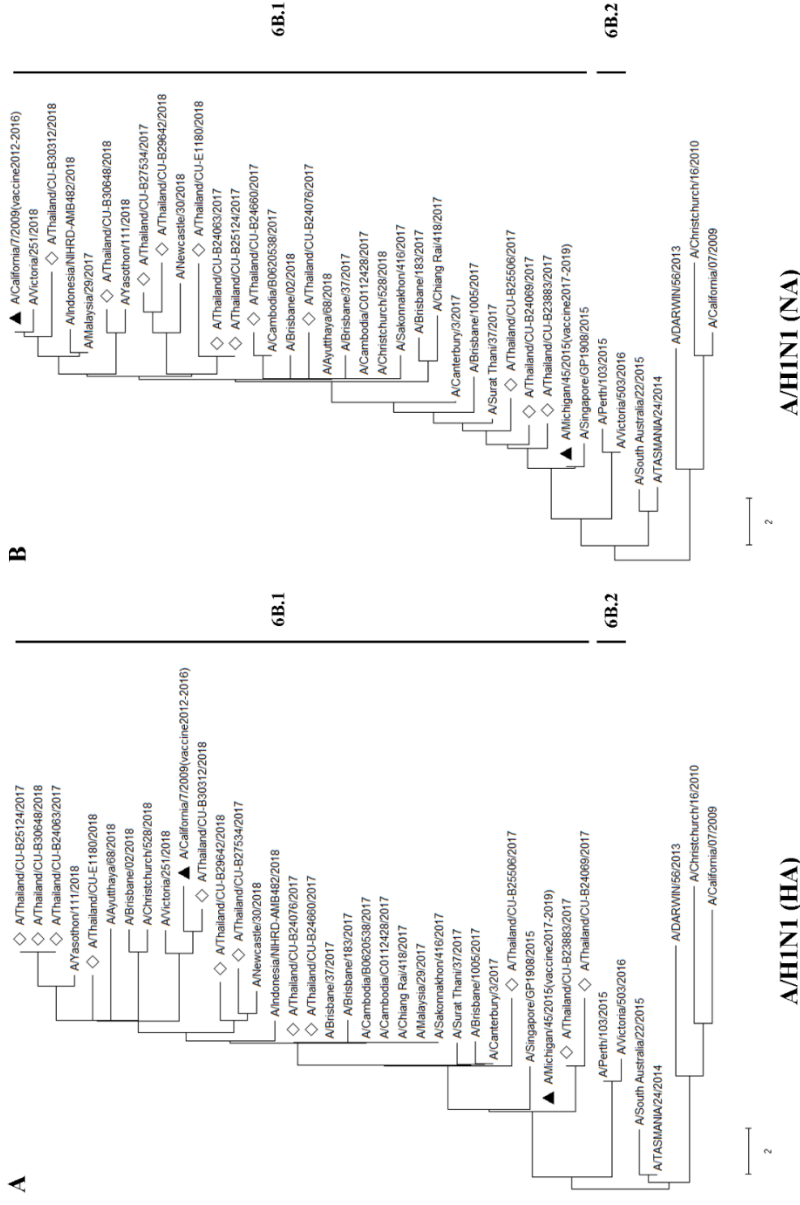 A
A/Thailand/CU-B25124/2017
A/Thailand/CU-B30648/2018
A/Thailand/CU-B24063/2017
A/Yasothon/111/2018
A/Thailand/CU-E1180/2018
A/Ayutthaya/68/2018
A/Brisbane/02/2018
A/Christchurch/528/2018
A/Victoria/251/2018
A/California/7/2009(vaccine2012-2016)
A/Thailand/CU-B30312/2018
A/Thailand/CU-B29642/2018
A/Thailand/CU-B27534/2017
A/Newcastle/30/2018
A/Indonesia/NIHRD-AMB482/2018
A/Thailand/CU-B24076/2017
A/Thailand/CU-B24660/2017
A/Brisbane/37/2017
A/Brisbane/183/2017
A/Cambodia/B0620538/2017
A/Cambodia/C0112428/2017
A/Chiang Rai/418/2017
A/Malaysia/29/2017
A/Sakonnakhon/416/2017
A/Surat Thani/37/2017
A/Brisbane/1005/2017
A/Canterbury/3/2017
A/Thailand/CU-B25506/2017
A/Singapore/GP1908/2015
A/Michigan/45/2015(vaccine2017-2019)
A/Thailand/CU-B23883/2017
A/Thailand/CU-B24069/2017
A/Perth/103/2015
A/Victoria/503/2016
A/South Australia/22/2015
A/TASMANIA/24/2014
A/DARWIN/56/2013
A/Christchurch/16/2010
A/California/07/2009
6B.1
6B.2
2
A/H1N1 (HA)
B
A/California/7/2009(vaccine2012-2016)
A/Victoria/251/2018
A/Thailand/CU-B30312/2018
A/Indonesia/NIHRD-AMB482/2018
A/Malaysia/29/2017
A/Thailand/CU-B30648/2018
A/Yasothon/111/2018
A/Thailand/CU-B27534/2017
A/Thailand/CU-B29642/2018
A/Newcastle/30/2018
A/Thailand/CU-E1180/2018
A/Thailand/CU-B24063/2017
A/Thailand/CU-B25124/2017
A/Thailand/CU-B24660/2017
A/Cambodia/B0620538/2017
A/Brisbane/02/2018
A/Thailand/CU-B24076/2017
A/Ayutthaya/68/2018
A/Brisbane/37/2017
A/Cambodia/C0112428/2017
A/Christchurch/528/2018
A/Sakonnakhon/416/2017
A/Brisbane/183/2017
A/Chiang Rai/418/2017
A/Canterbury/3/2017
A/Brisbane/1005/2017
A/Surat Thani/37/2017
A/Thailand/CU-B25506/2017
A/Thailand/CU-B24069/2017
A/Thailand/CU-B23883/2017
A/Michigan/45/2015(vaccine2017-2019)
A/Singapore/GP1908/2015
A/Perth/103/2015
A/Victoria/503/2016
A/South Australia/22/2015
A/TASMANIA/24/2014
A/DARWIN/56/2013
A/Christchurch/16/2010
A/California/07/2009
6B.1
6B.2
2
A/H1N1 (NA)